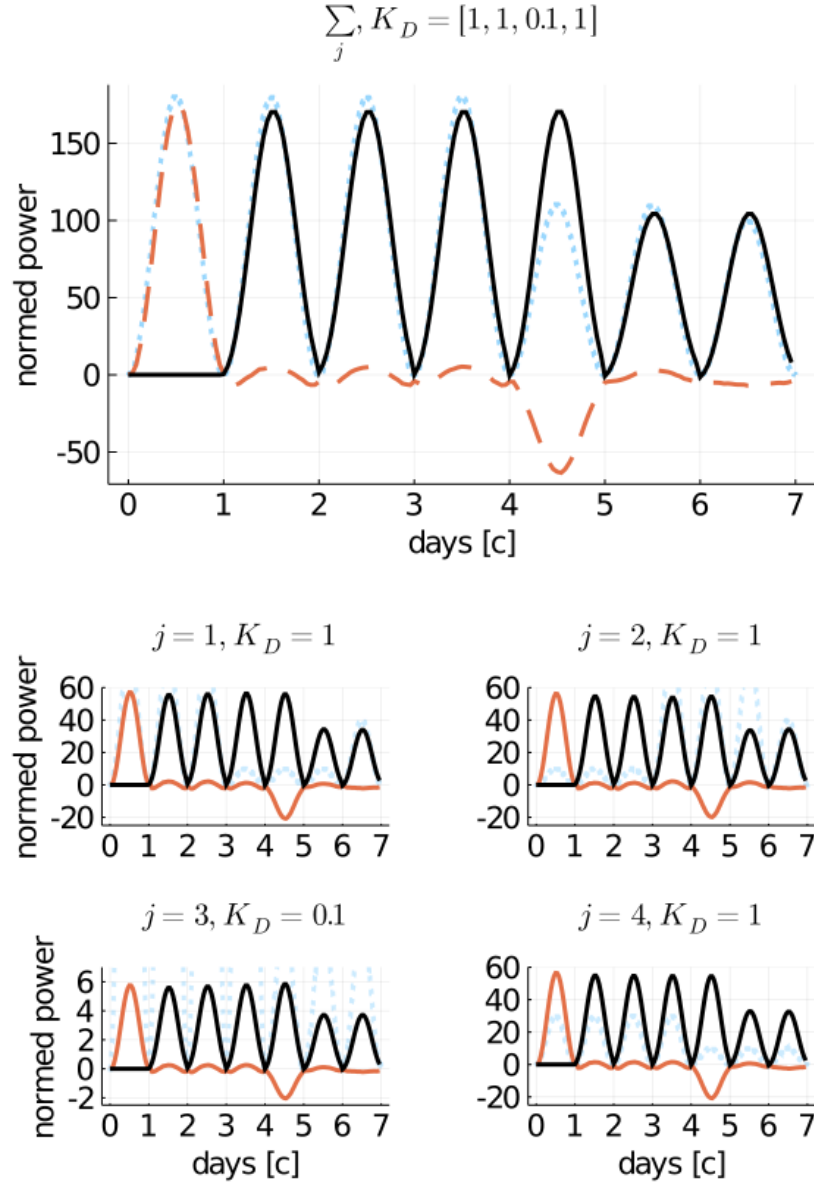 ∑_j, K_D = [1, 1, 0.1, 1]
normed power
150
100
50
0
-50
0 1 2 3 4 5 6 7
days [c]
j = 1, K_D = 1
normed power
60
40
20
0
-20
0 1 2 3 4 5 6 7
j = 2, K_D = 1
60
40
20
0
-20
0 1 2 3 4 5 6 7
j = 3, K_D = 0.1
normed power
6
4
2
0
-2
0 1 2 3 4 5 6 7
days [c]
j = 4, K_D = 1
60
40
20
0
-20
0 1 2 3 4 5 6 7
days [c]